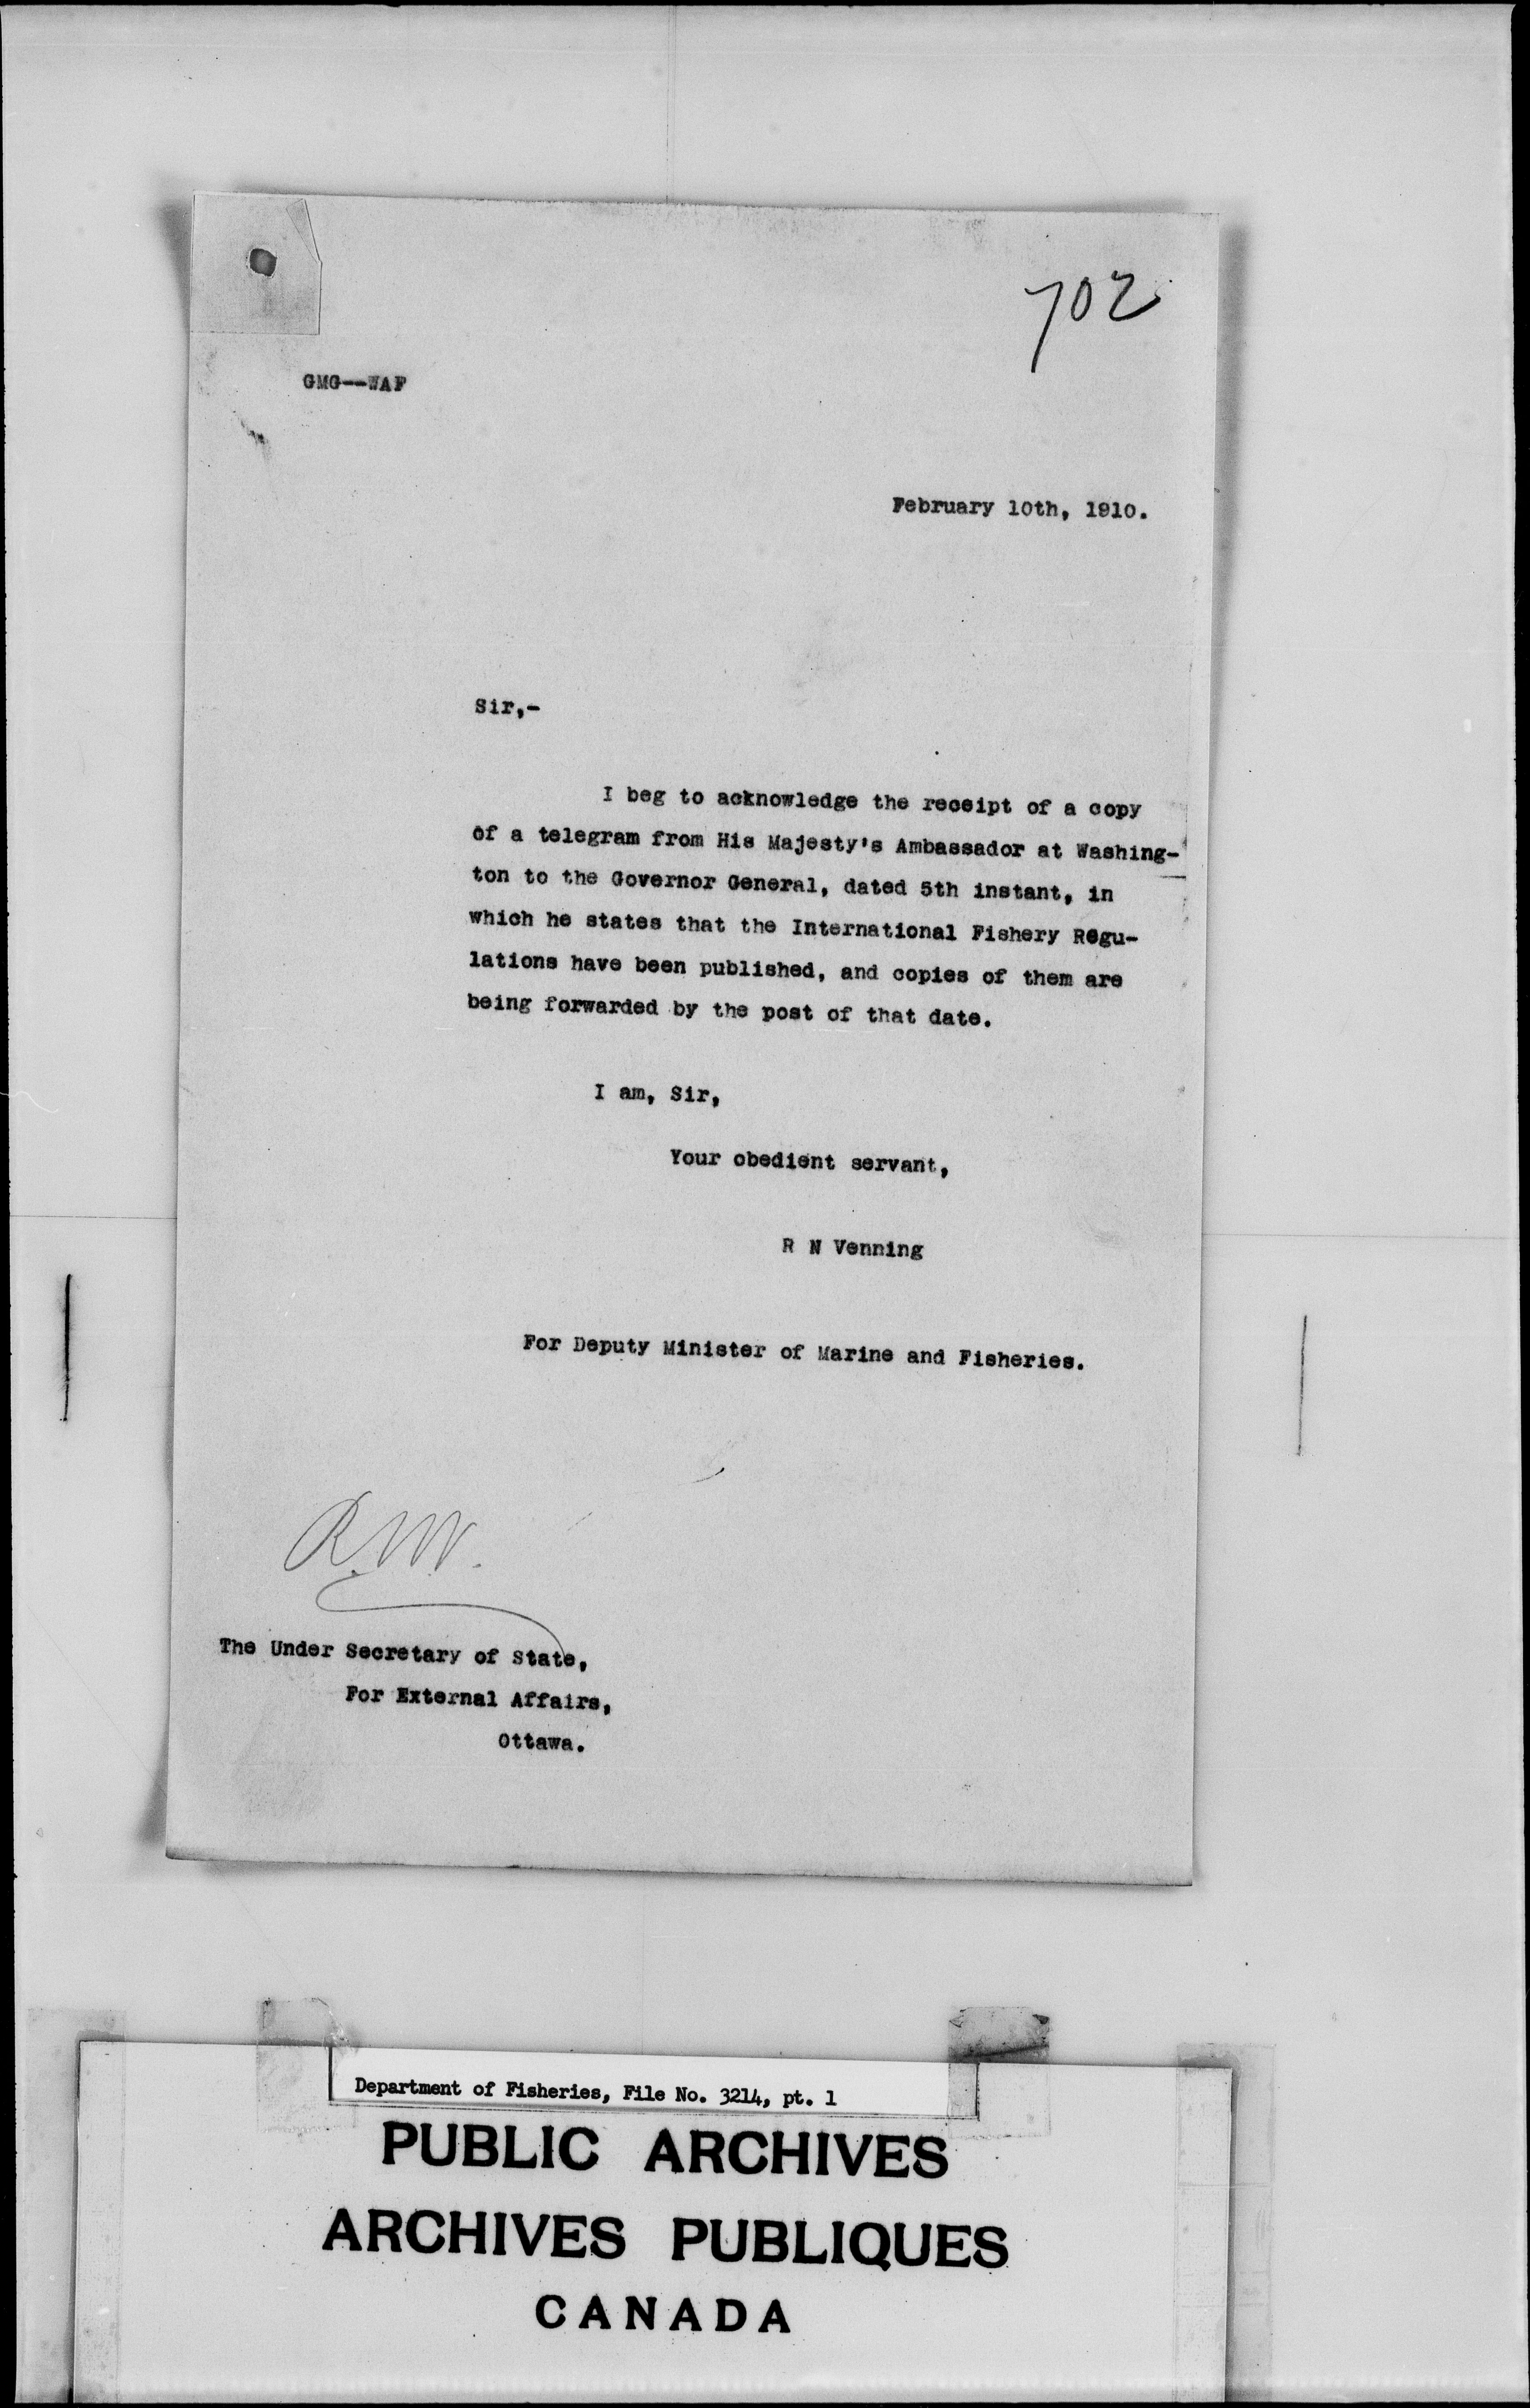 702
GMG--WAF
February 10th, 1910.
Sir,-
I beg to acknowledge the receipt of a copy
of a telegram from His Majesty's Ambassador at Washing-
ton to the Governor General, dated 5th instant, in
which he states that the International Fishery Regu-
lations have been published, and copies of them are
being forwarded by the post of that date.
I am, Sir,
Your obedient servant,
R N Venning
For Deputy Minister of Marine and Fisheries.
The Under Secretary of State,
For External Affairs,
Ottawa.
Department of Fisheries, File No. 3214, pt. 1
PUBLIC ARCHIVES
ARCHIVES PUBLIQUES
CANADA